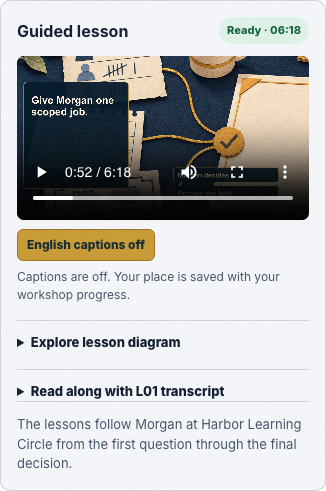 Guided lesson
Ready · 06:18
Give Morgan one
scoped job.
0:52 / 6:18
English captions off
Captions are off. Your place is saved with your
workshop progress.
Explore lesson diagram
Read along with L01 transcript
The lessons follow Morgan at Harbor Learning
Circle from the first question through the final
decision.